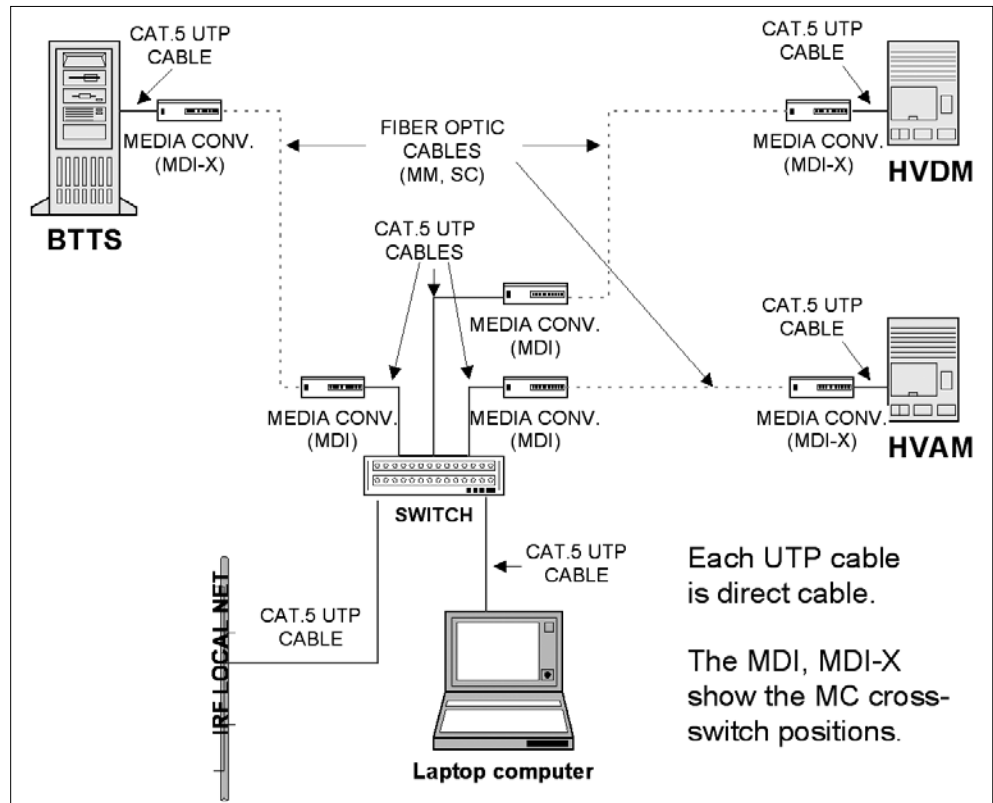 CAT.5 UTP
CABLE
MEDIA CONV.
(MDI-X)
BTTS
FIBER OPTIC
CABLES
(MM, SC)
CAT.5 UTP
CABLE
MEDIA CONV.
(MDI-X)
HVDM
CAT.5 UTP
CABLES
MEDIA CONV.
(MDI)
MEDIA CONV.
(MDI)
MEDIA CONV.
(MDI)
CAT.5 UTP
CABLE
MEDIA CONV.
(MDI-X)
HVAM
SWITCH
CAT.5 UTP
CABLE
IRF LOCAL NET
CAT.5 UTP
CABLE
Laptop computer
Each UTP cable
is direct cable.
The MDI, MDI-X
show the MC cross-
switch positions.